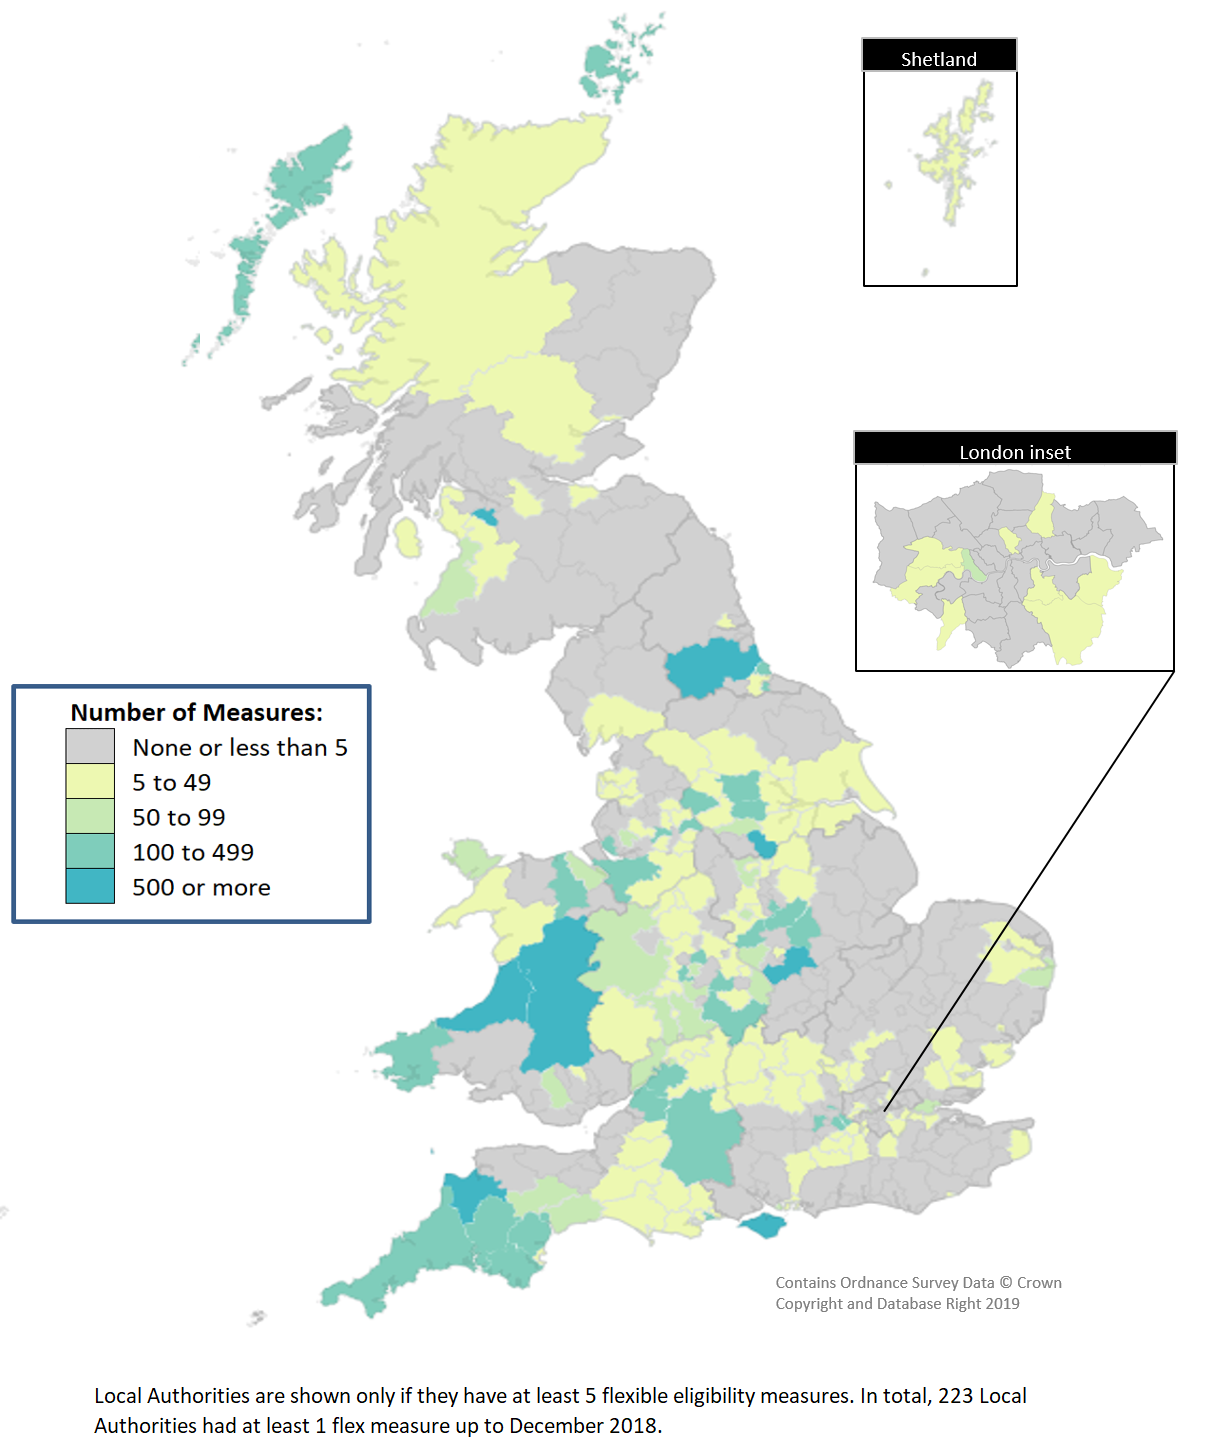 Shetland
London inset
Number of Measures:
None or less than 5
5 to 49
50 to 99
100 to 499
500 or more
Contains Ordnance Survey Data © Crown
Copyright and Database Right 2019
Local Authorities are shown only if they have at least 5 flexible eligibility measures. In total, 223 Local
Authorities had at least 1 flex measure up to December 2018.